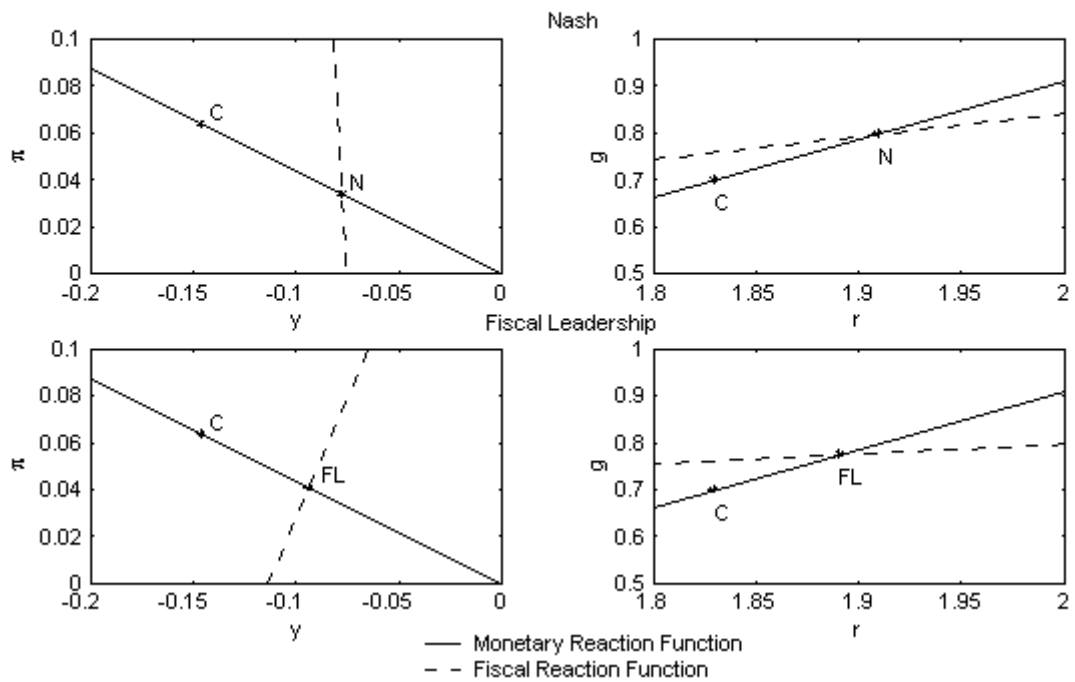 Nash
0.1
0.08
0.06
0.04
0.02
0
π
C
N
-0.2
-0.15
-0.1
-0.05
0
y
1
0.9
0.8
0.7
0.6
0.5
g
N
C
1.8
1.85
1.9
1.95
2
r
Fiscal Leadership
0.1
0.08
0.06
0.04
0.02
0
π
C
FL
-0.2
-0.15
-0.1
-0.05
0
y
1
0.9
0.8
0.7
0.6
0.5
g
FL
C
1.8
1.85
1.9
1.95
2
r
Monetary Reaction Function
Fiscal Reaction Function